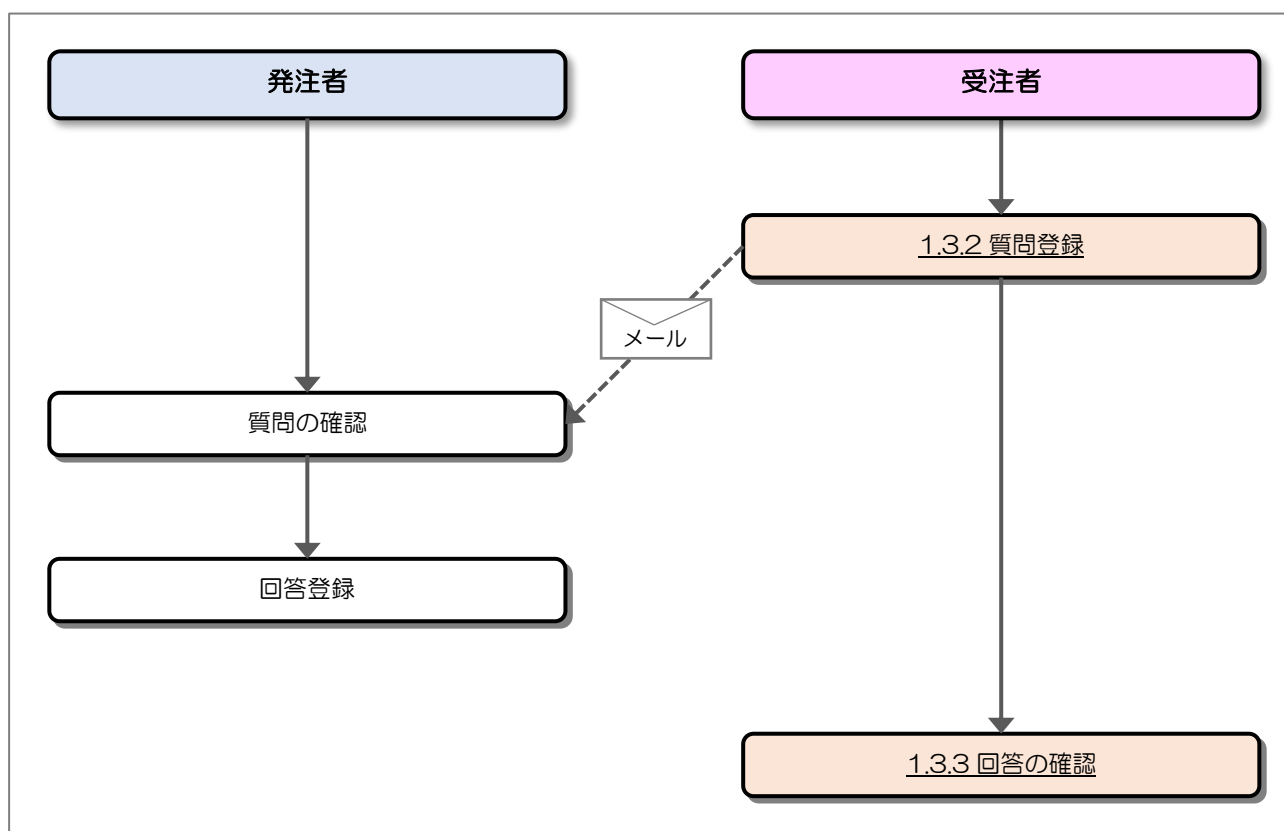 発注者
受注者
1.3.2 質問登録
メール
質問の確認
回答登録
1.3.3 回答の確認